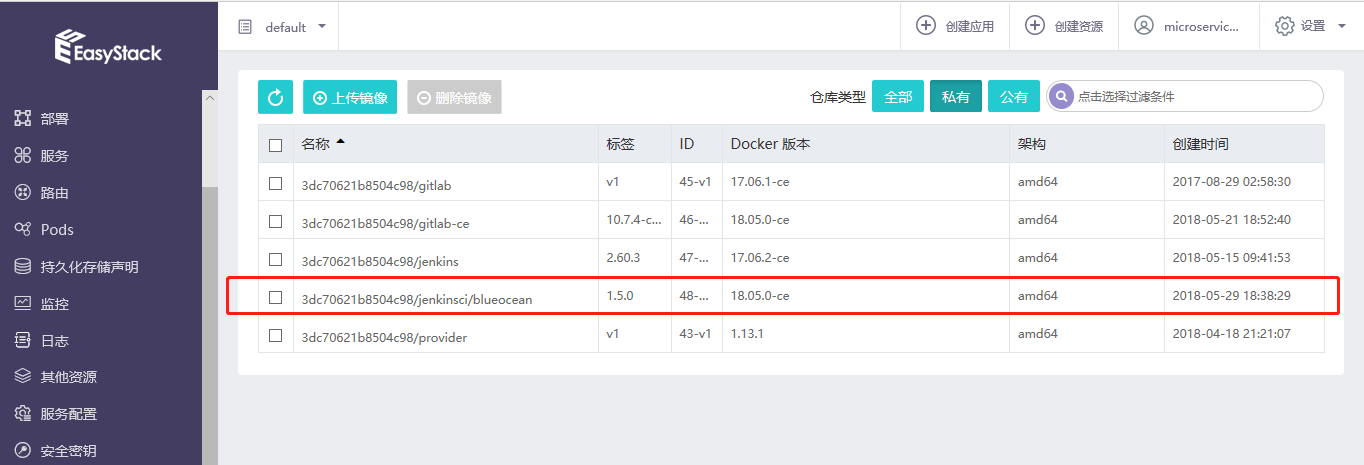 EasyStack
default
创建应用
创建资源
microservic...
设置
部署
服务
路由
Pods
持久化存储声明
监控
日志
其他资源
服务配置
安全密钥
上传镜像
删除镜像
仓库类型 全部 私有 公有 点击选择过滤条件
名称 标签 ID Docker 版本 架构 创建时间
3dc70621b8504c98/gitlab v1 45-v1 17.06.1-ce amd64 2017-08-29 02:58:30
3dc70621b8504c98/gitlab-ce 10.7.4-c... 46-... 18.05.0-ce amd64 2018-05-21 18:52:40
3dc70621b8504c98/jenkins 2.60.3 47-... 17.06.2-ce amd64 2018-05-15 09:41:53
3dc70621b8504c98/jenkinsci/blueocean 1.5.0 48-... 18.05.0-ce amd64 2018-05-29 18:38:29
3dc70621b8504c98/provider v1 43-v1 1.13.1 amd64 2018-04-18 21:21:07